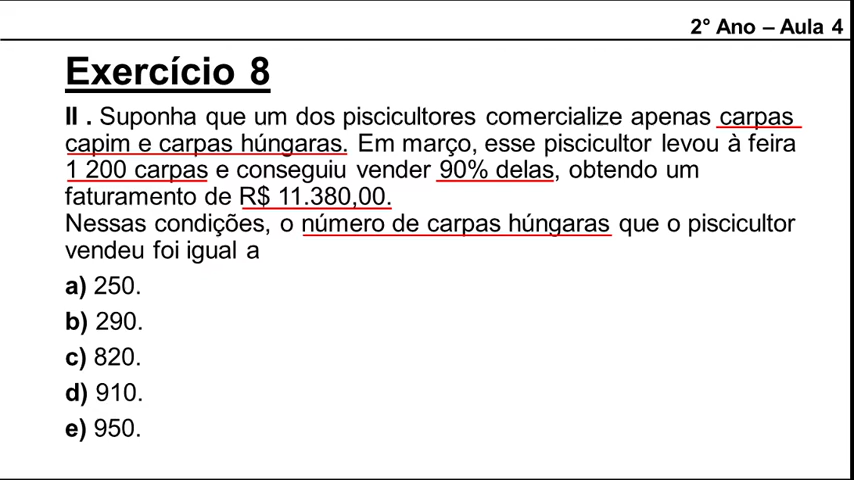 2° Ano – Aula 4
Exercício 8
II . Suponha que um dos piscicultores comercialize apenas carpas
capim e carpas húngaras. Em março, esse piscicultor levou à feira
1 200 carpas e conseguiu vender 90% delas, obtendo um
faturamento de R$ 11.380,00.
Nessas condições, o número de carpas húngaras que o piscicultor
vendeu foi igual a
a) 250.
b) 290.
c) 820.
d) 910.
e) 950.